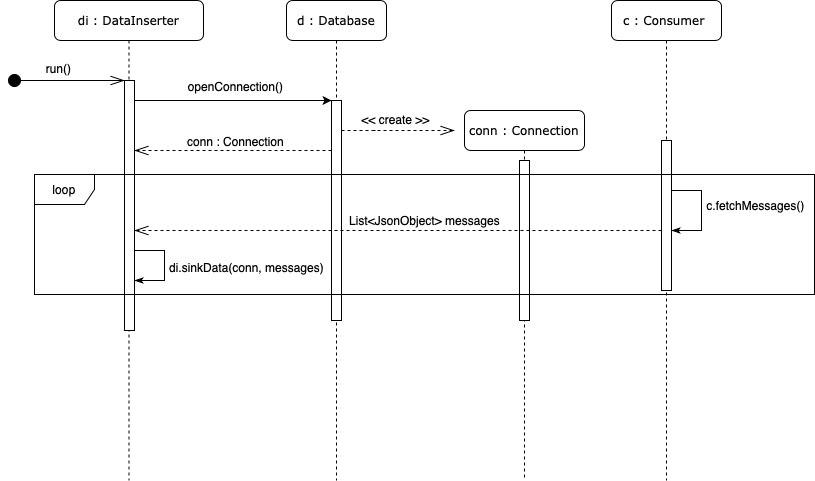 di : DataInserter
d : Database
c : Consumer
run()
openConnection()
<< create >>
conn : Connection
conn : Connection
loop
c.fetchMessages()
List<JsonObject> messages
di.sinkData(conn, messages)